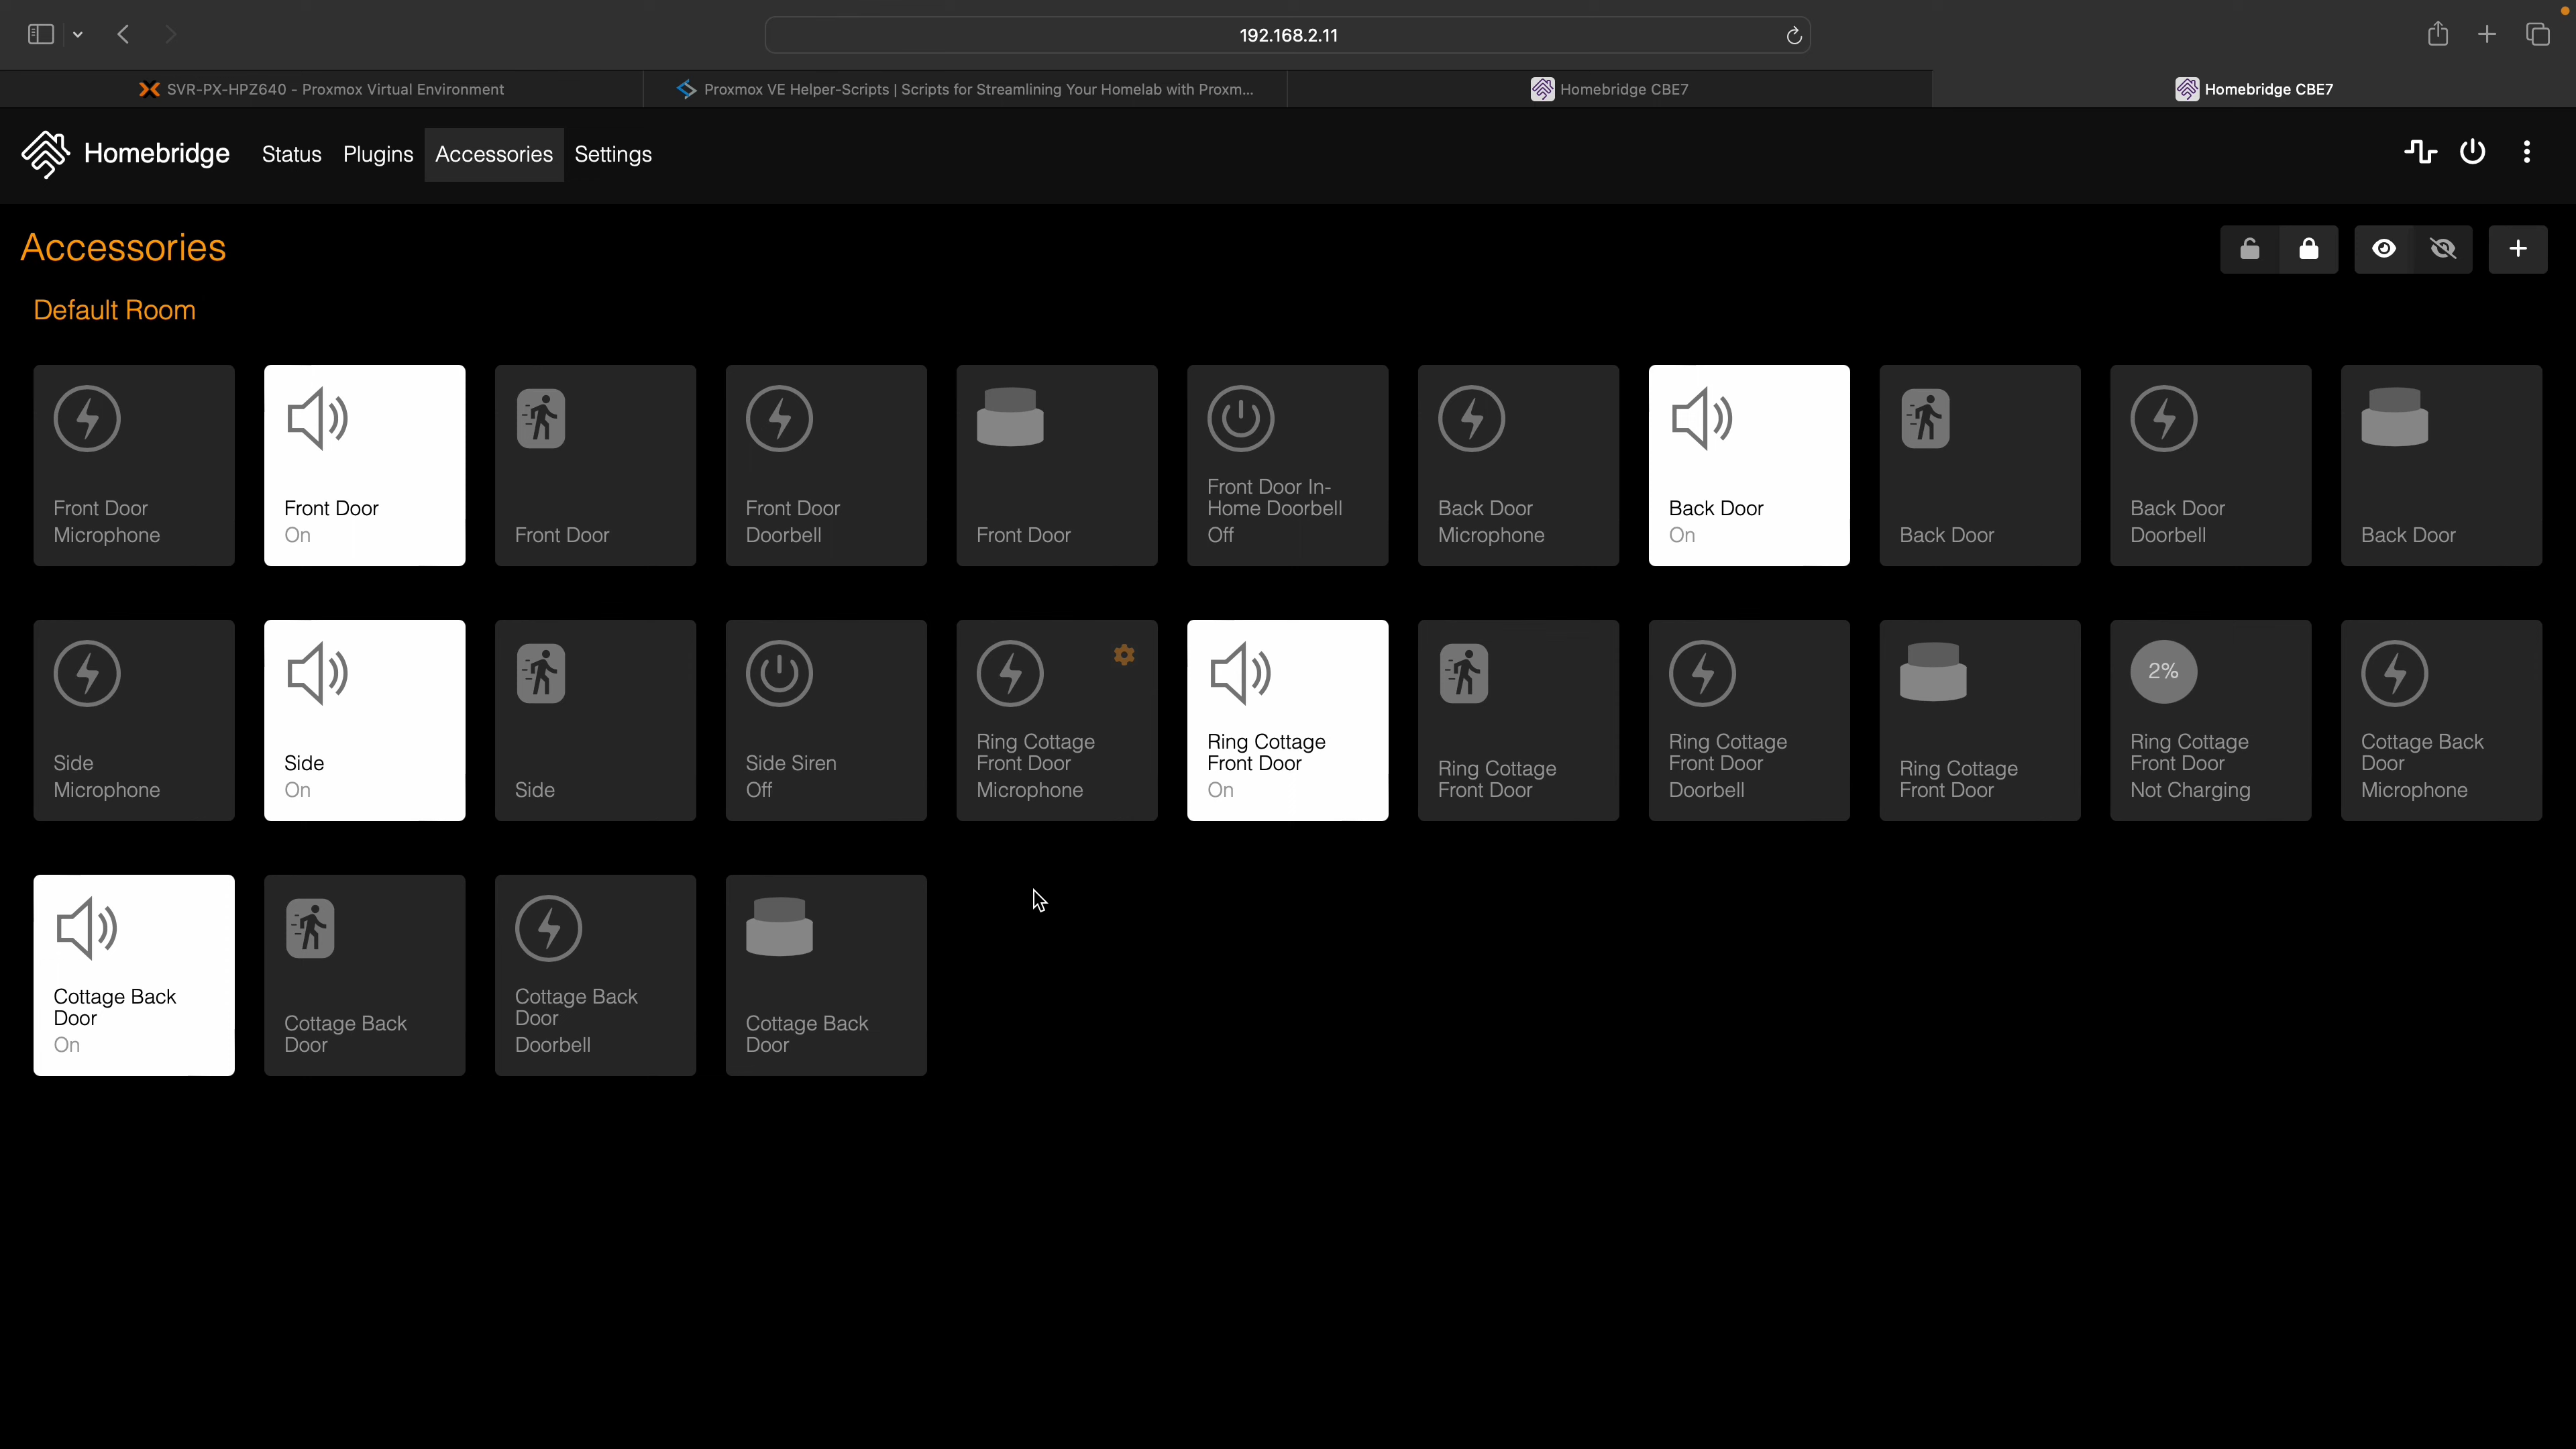 192.168.2.11
SVR-PX-HPZ640 - Proxmox Virtual Environment
Proxmox VE Helper-Scripts | Scripts for Streamlining Your Homelab with Proxm...
Homebridge CBE7
Homebridge CBE7
Homebridge
Status
Plugins
Accessories
Settings
Accessories
Default Room
Front Door
Microphone
Front Door
On
Front Door
Front Door
Doorbell
Front Door
Front Door In-
Home Doorbell
Off
Back Door
Microphone
Back Door
On
Back Door
Back Door
Doorbell
Back Door
Side
Microphone
Side
On
Side
Side Siren
Off
Ring Cottage
Front Door
Microphone
Ring Cottage
Front Door
On
Ring Cottage
Front Door
Ring Cottage
Front Door
Doorbell
Ring Cottage
Front Door
2%
Ring Cottage
Front Door
Not Charging
Cottage Back
Door
Microphone
Cottage Back
Door
On
Cottage Back
Door
Cottage Back
Door
Doorbell
Cottage Back
Door